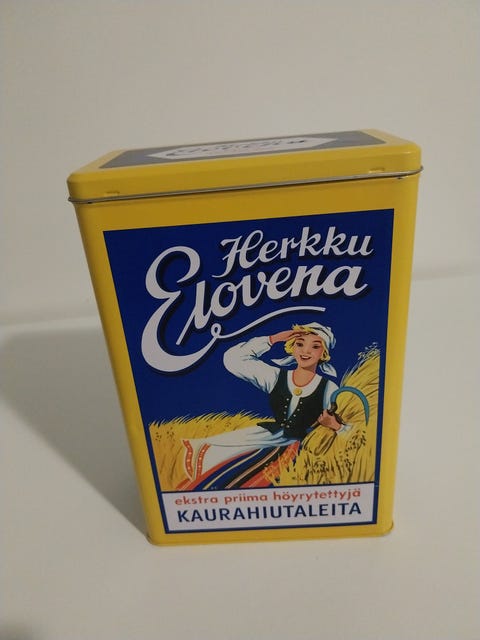 Herkku
Elovena
ekstra priima höyrytettyjä
KAURAHIUTALEITA